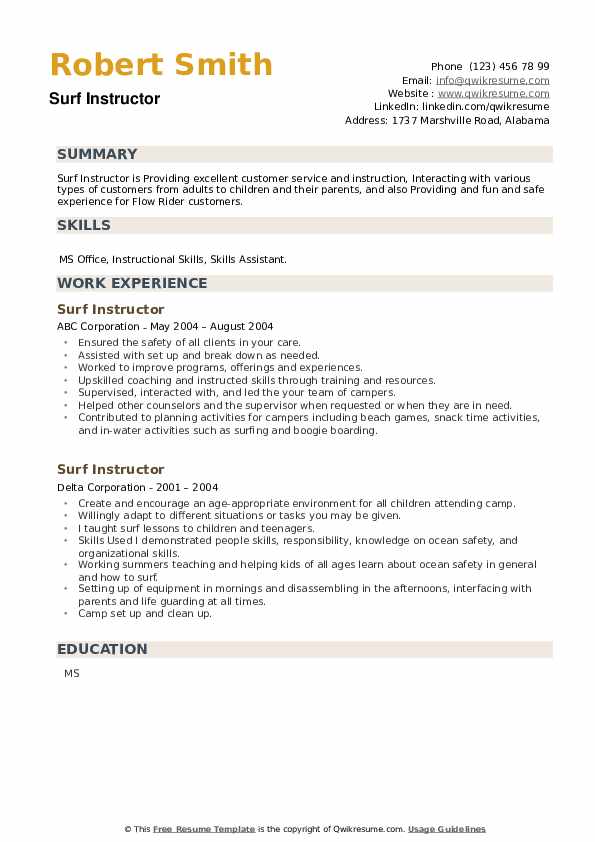 Robert Smith
Surf Instructor
Phone (123) 456 78 99
Email: info@qwikresume.com
Website : www.qwikresume.com
LinkedIn: linkedin.com/qwikresume
Address: 1737 Marshville Road, Alabama
SUMMARY
Surf Instructor is Providing excellent customer service and instruction, Interacting with various
types of customers from adults to children and their parents, and also Providing and fun and safe
experience for Flow Rider customers.
SKILLS
MS Office, Instructional Skills, Skills Assistant.
WORK EXPERIENCE
Surf Instructor
ABC Corporation - May 2004 – August 2004
• Ensured the safety of all clients in your care.
• Assisted with set up and break down as needed.
• Worked to improve programs, offerings and experiences.
• Upskilled coaching and instructed skills through training and resources.
• Supervised, interacted with, and led the your team of campers.
• Helped other counselors and the supervisor when requested or when they are in need.
• Contributed to planning activities for campers including beach games, snack time activities,
and in-water activities such as surfing and boogie boarding.
Surf Instructor
Delta Corporation - 2001 – 2004
• Create and encourage an age-appropriate environment for all children attending camp.
• Willingly adapt to different situations or tasks you may be given.
• I taught surf lessons to children and teenagers.
• Skills Used I demonstrated people skills, responsibility, knowledge on ocean safety, and
organizational skills.
• Working summers teaching and helping kids of all ages learn about ocean safety in general
and how to surf.
• Setting up of equipment in mornings and disassembling in the afternoons, interfacing with
parents and life guarding at all times.
• Camp set up and clean up.
EDUCATION
MS
© This Free Resume Template is the copyright of Qwikresume.com. Usage Guidelines